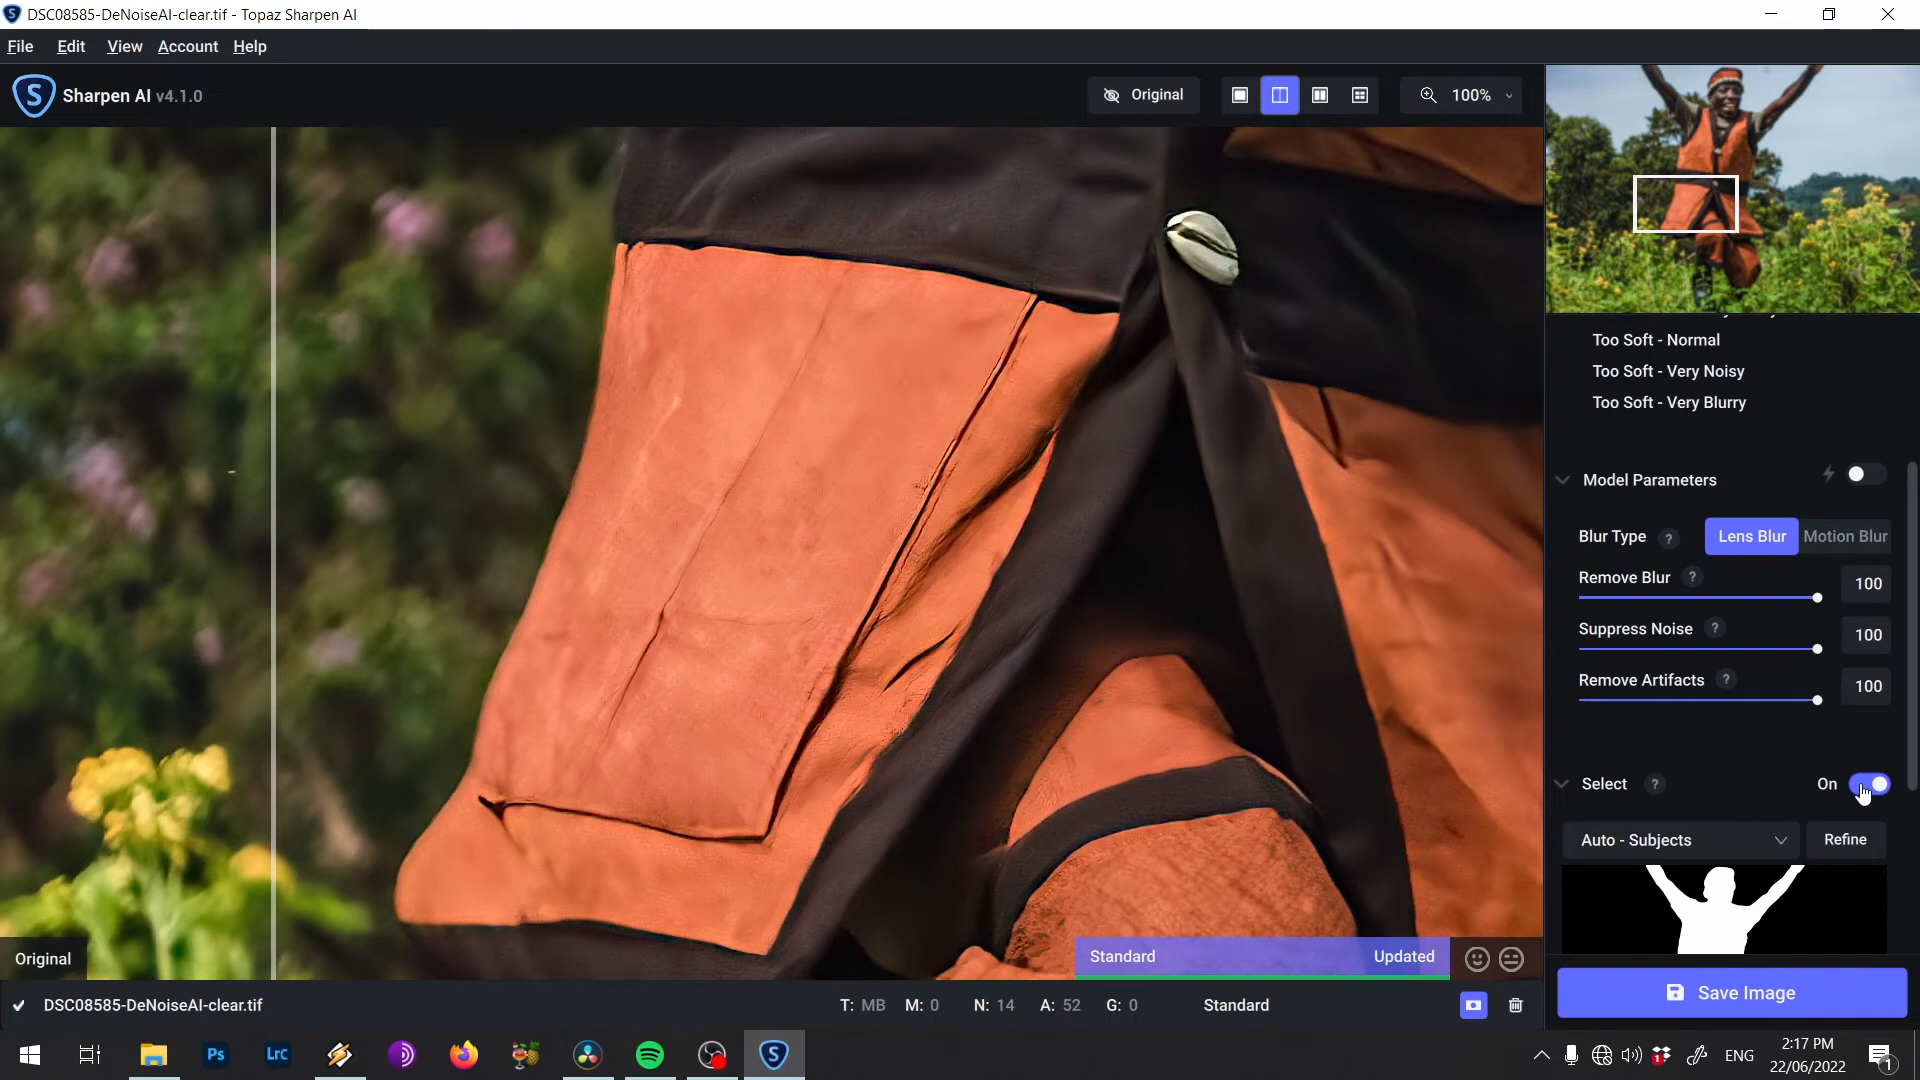 DSC08585-DeNoiseAI-clear.tif - Topaz Sharpen AI
File Edit View Account Help
S Sharpen AI v4.1.0
Original
100%
Too Soft - Normal
Too Soft - Very Noisy
Too Soft - Very Blurry
Model Parameters
Blur Type ? Lens Blur Motion Blur
Remove Blur ? 100
Suppress Noise ? 100
Remove Artifacts ? 100
Select ? On
Auto - Subjects Refine
Original
Standard Updated
Save Image
DSC08585-DeNoiseAI-clear.tif T: MB M: 0 N: 14 A: 52 G: 0 Standard
Ps Lrc S ENG
2:17 PM
22/06/2022
1
1